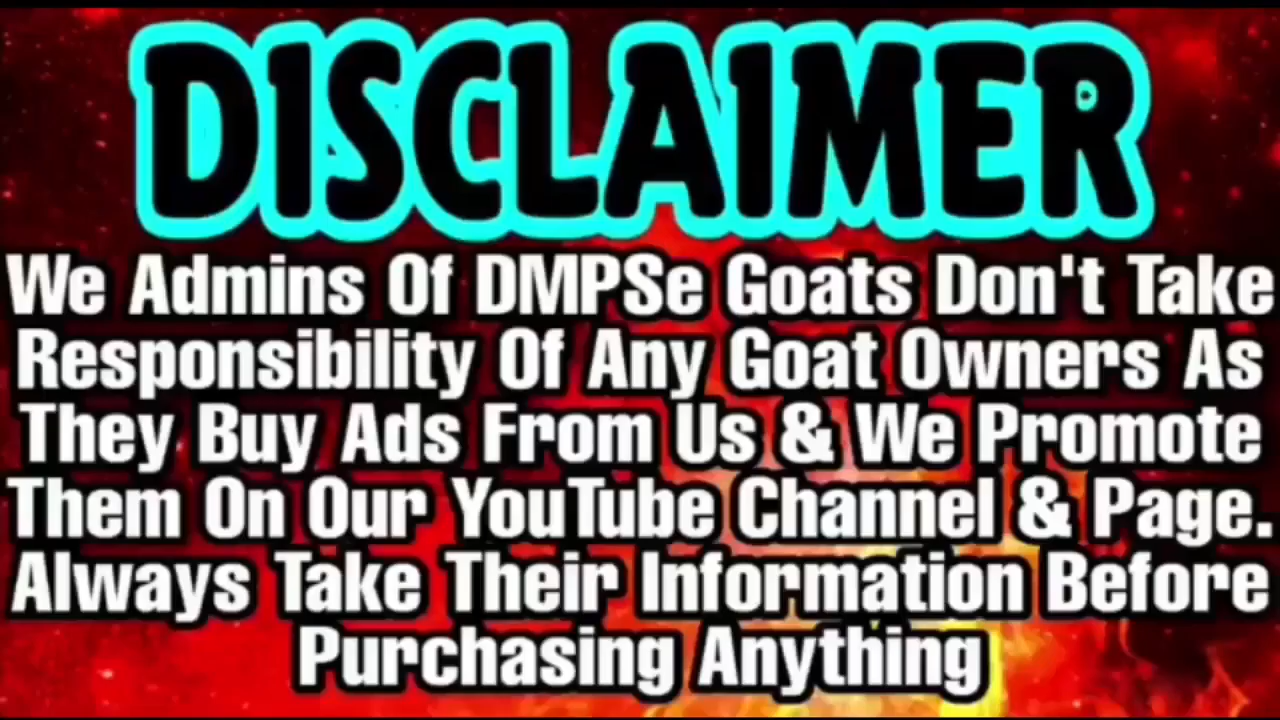 DISCLAIMER
We Admins Of DMPSe Goats Don't Take
Responsibility Of Any Goat Owners As
They Buy Ads From Us & We Promote
Them On Our YouTube Channel & Page.
Always Take Their Information Before
Purchasing Anything